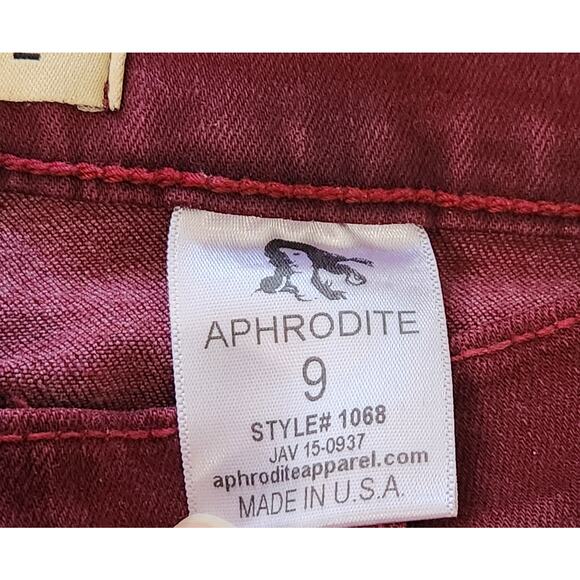 APHRODITE
9
STYLE# 1068
JAV 15-0937
aphroditeapparel.com
MADE IN U.S.A.